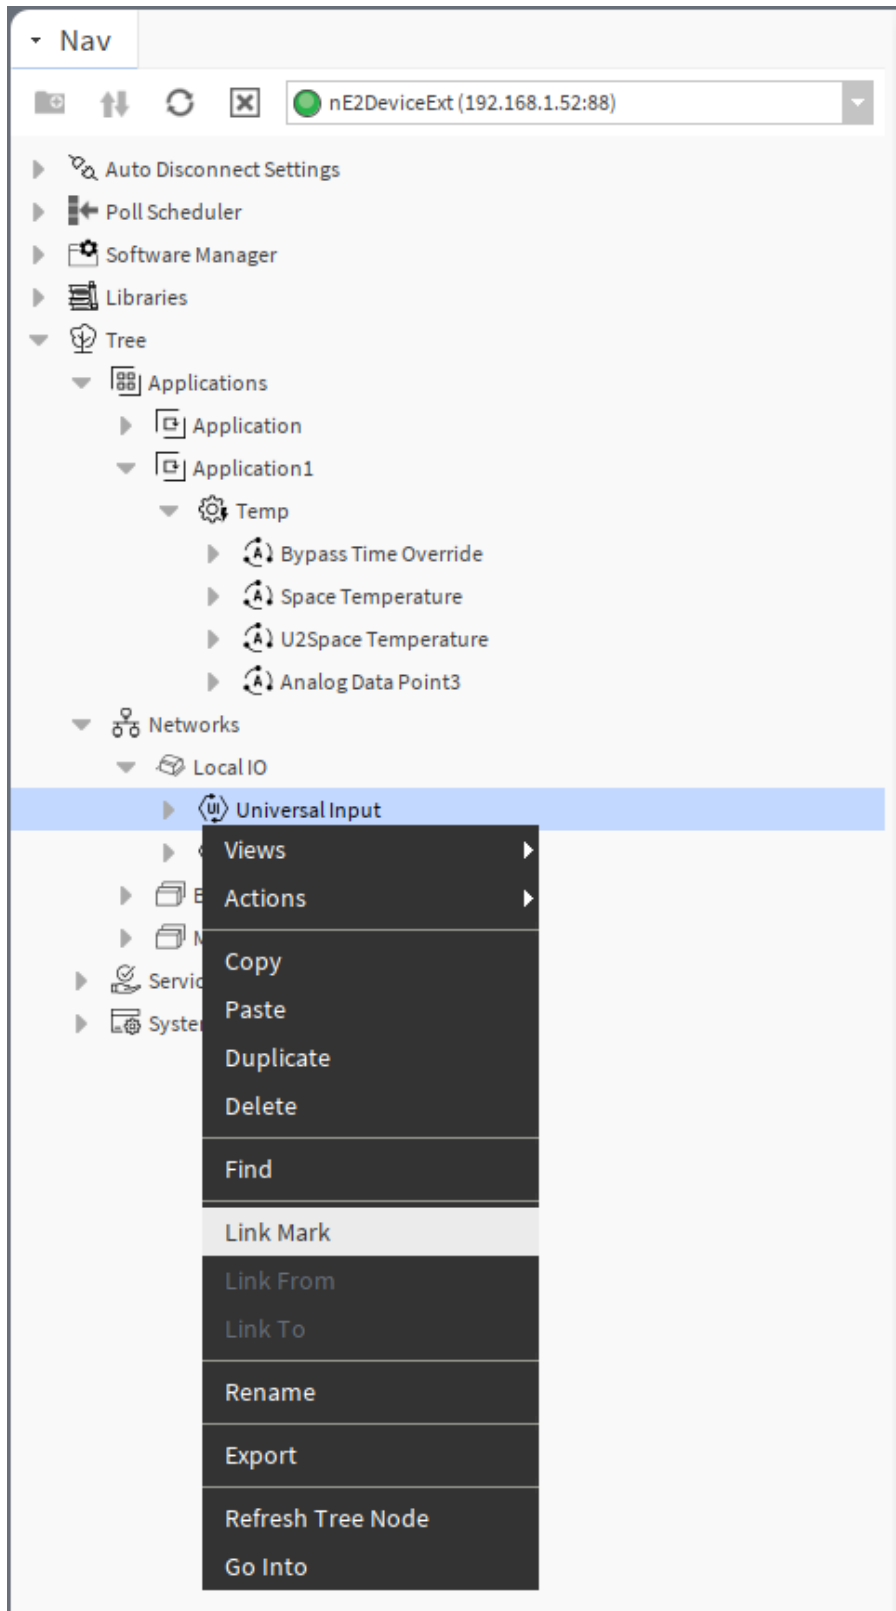 Nav
nE2DeviceExt (192.168.1.52:88)
Auto Disconnect Settings
Poll Scheduler
Software Manager
Libraries
Tree
Applications
Application
Application1
Temp
Bypass Time Override
Space Temperature
U2Space Temperature
Analog Data Point3
Networks
Local IO
UI Universal Input
Views
Actions
Copy
Paste
Duplicate
Delete
Find
Link Mark
Link From
Link To
Rename
Export
Refresh Tree Node
Go Into